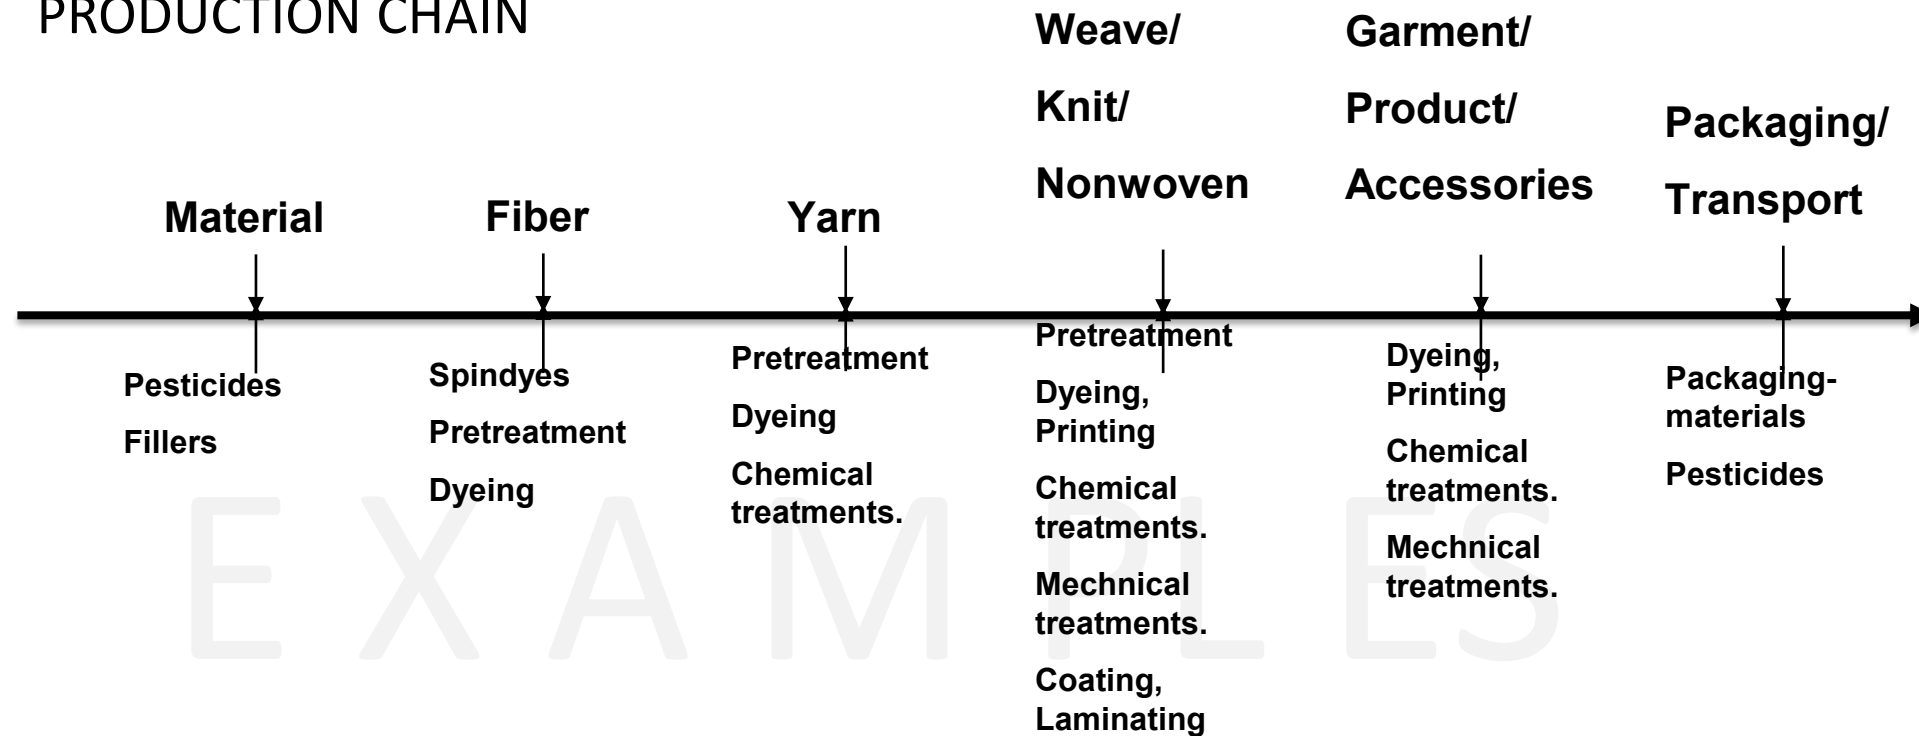 PRODUCTION CHAIN
Material
Fiber
Yarn
Weave/
Knit/
Nonwoven
Garment/
Product/
Accessories
Packaging/
Transport
Pesticides
Fillers
Spindyes
Pretreatment
Dyeing
Pretreatment
Dyeing
Chemical
treatments.
Pretreatment
Dyeing,
Printing
Chemical
treatments.
Mechnical
treatments.
Coating,
Laminating
Dyeing,
Printing
Chemical
treatments.
Mechnical
treatments.
Packaging-
materials
Pesticides
EXAMPLES